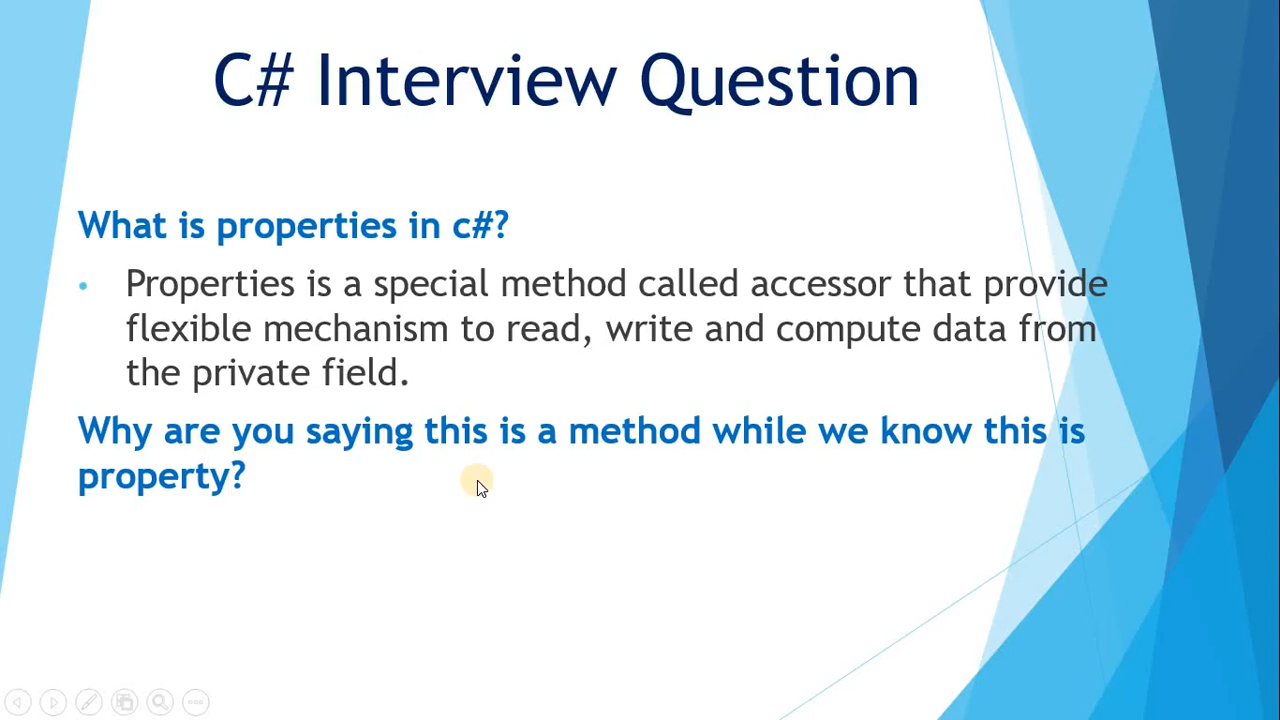 C# Interview Question
What is properties in c#?
• Properties is a special method called accessor that provide
flexible mechanism to read, write and compute data from
the private field.
Why are you saying this is a method while we know this is
property?